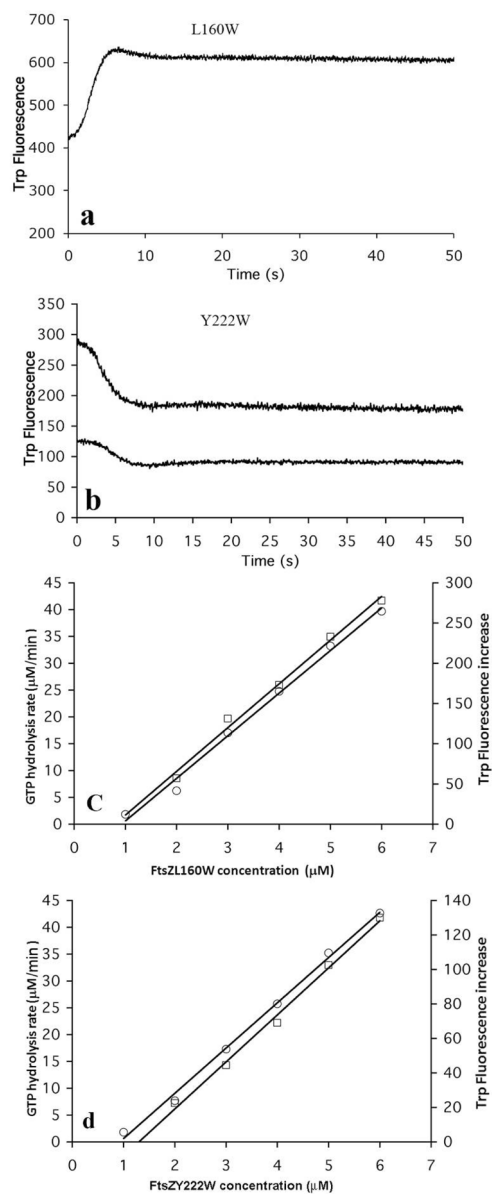 L160W
700
600
500
400
300
200
Trp Fluorescence
a
0 10 20 30 40 50
Time (s)
Y222W
350
300
250
200
150
100
50
0
Trp Fluorescence
b
0 5 10 15 20 25 30 35 40 45 50
Time (s)
45
40
35
30
25
20
15
10
5
0
GTP hydrolysis rate (μM/min)
C
300
250
200
150
100
50
0
Trp Fluorescence increase
0 1 2 3 4 5 6 7
FtsZL160W concentration (μM)
45
40
35
30
25
20
15
10
5
0
GTP hydrolysis rate (μM/min)
d
140
120
100
80
60
40
20
0
Trp Fluorescence increase
0 1 2 3 4 5 6 7
FtsZY222W concentration (μM)